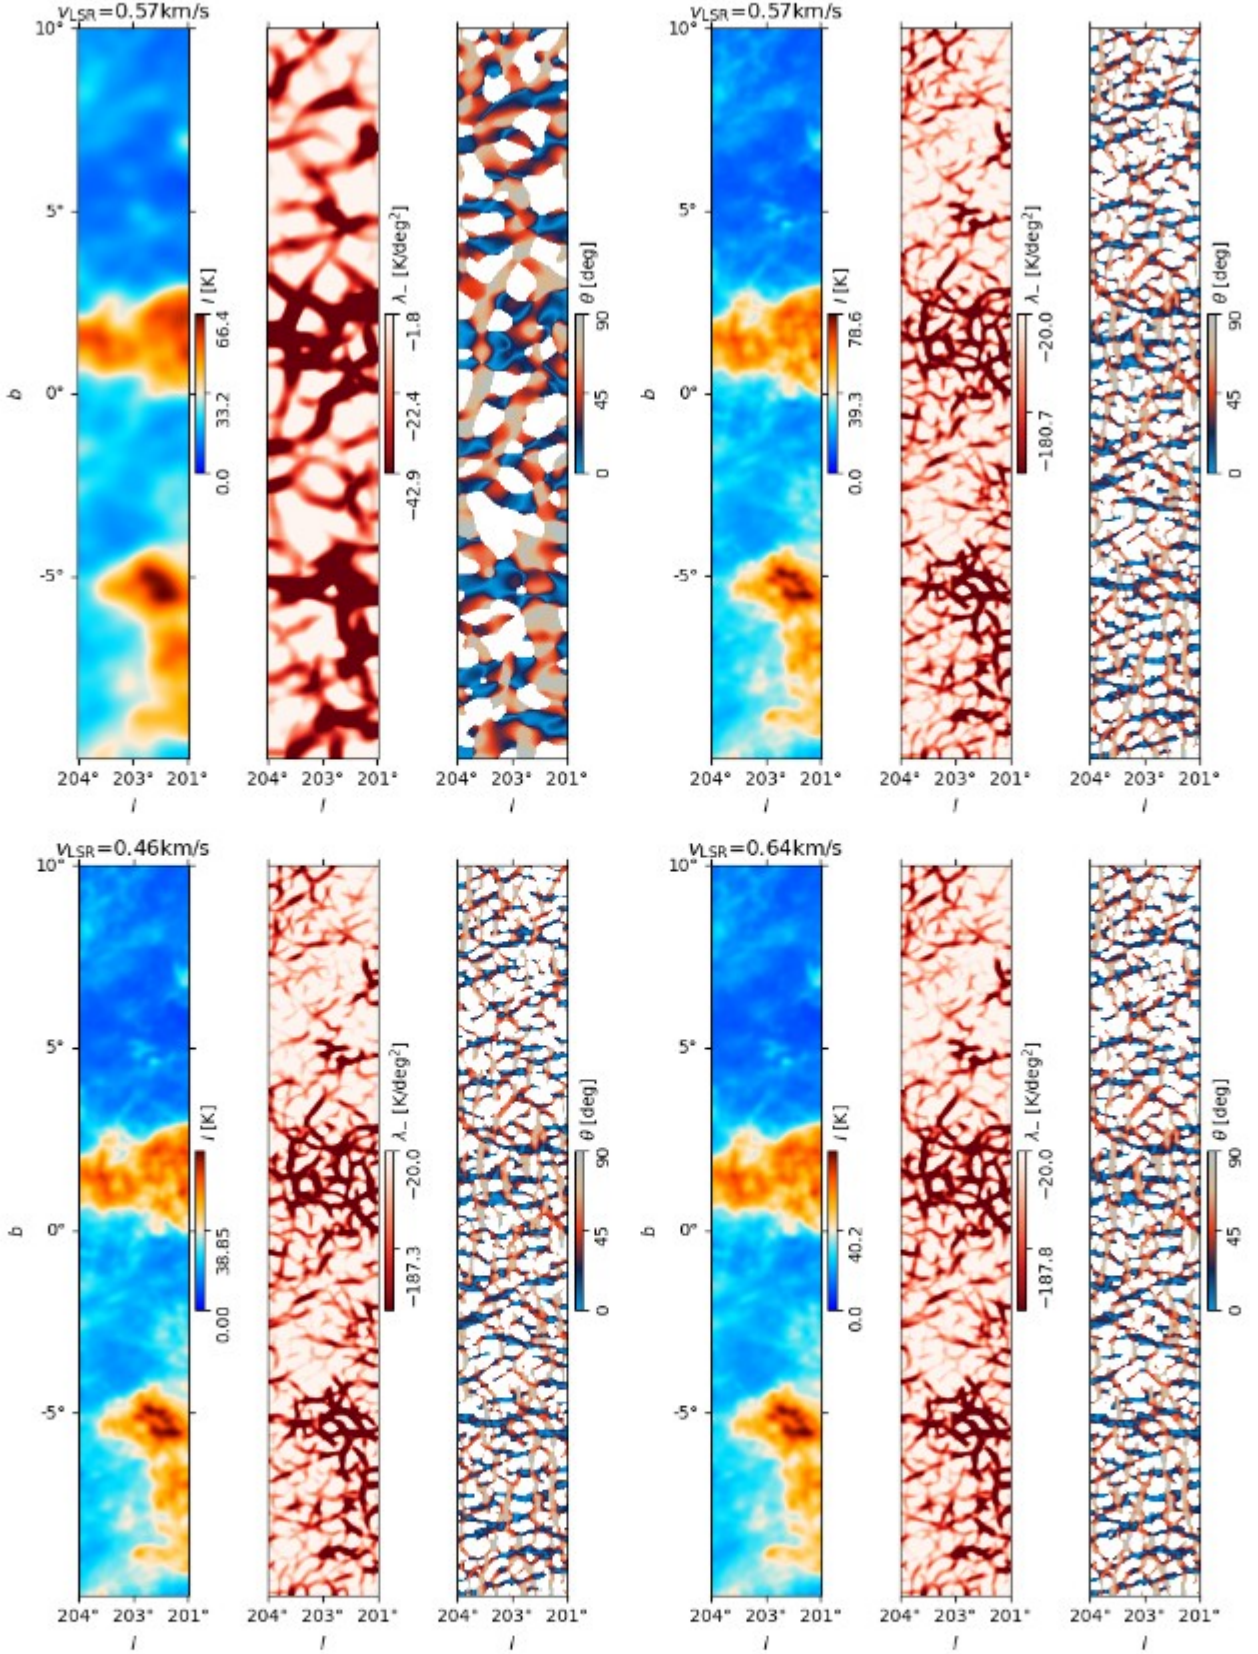 v_LSR=0.57km/s
10°
5°
0°
-5°
b
204° 203° 201°
l
I [K]
0.0 33.2 66.4
204° 203° 201°
l
λ_ [K/deg²]
−42.9 −22.4 −1.8
204° 203° 201°
l
θ [deg]
0 45 90
v_LSR=0.57km/s
10°
5°
0°
-5°
b
204° 203° 201°
l
I [K]
0.0 39.3 78.6
204° 203° 201°
l
λ_ [K/deg²]
−180.7 −20.0
204° 203° 201°
l
θ [deg]
0 45 90
v_LSR=0.46km/s
10°
5°
0°
-5°
b
204° 203° 201°
l
I [K]
0.00 38.85
204° 203° 201°
l
λ_ [K/deg²]
−187.3 −20.0
204° 203° 201°
l
θ [deg]
0 45 90
v_LSR=0.64km/s
10°
5°
0°
-5°
b
204° 203° 201°
l
I [K]
0.0 40.2
204° 203° 201°
l
λ_ [K/deg²]
−187.8 −20.0
204° 203° 201°
l
θ [deg]
0 45 90